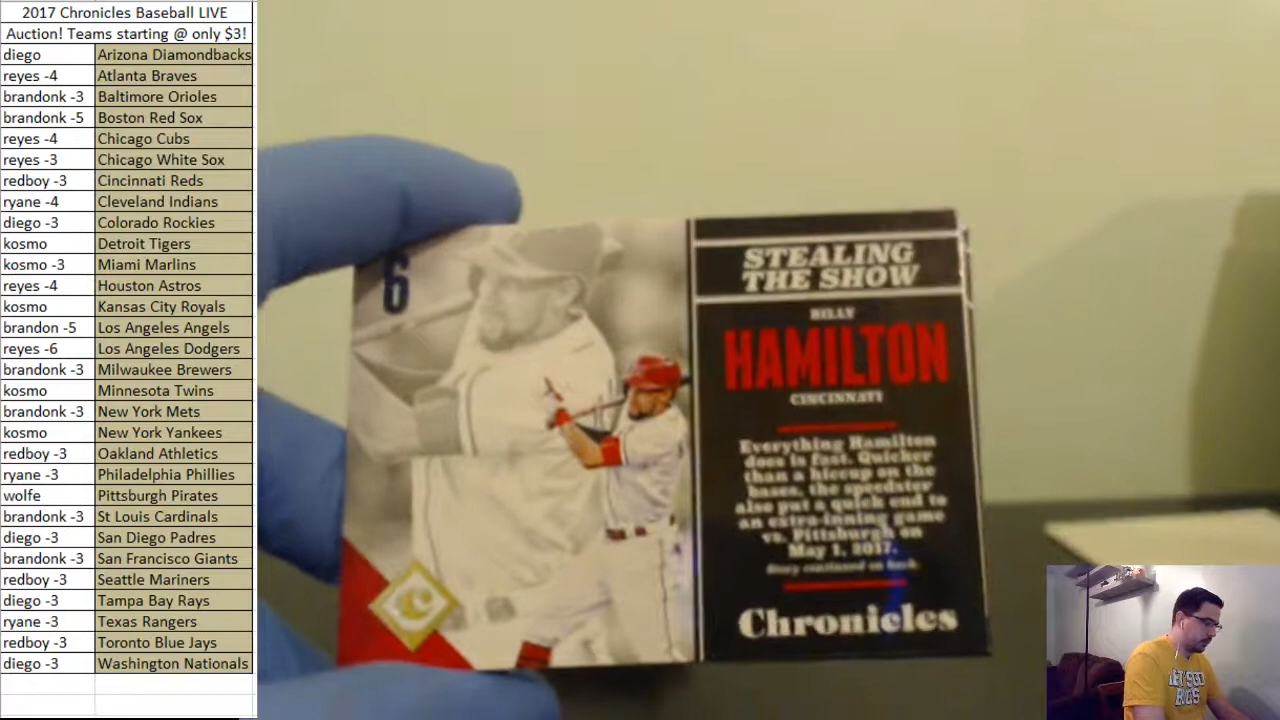 2017 Chronicles Baseball LIVE
Auction! Teams starting @ only $3!
diego Arizona Diamondbacks
reyes -4 Atlanta Braves
brandonk -3 Baltimore Orioles
brandonk -5 Boston Red Sox
reyes -4 Chicago Cubs
reyes -3 Chicago White Sox
redboy -3 Cincinnati Reds
ryane -4 Cleveland Indians
diego -3 Colorado Rockies
kosmo Detroit Tigers
kosmo -3 Miami Marlins
reyes -4 Houston Astros
kosmo Kansas City Royals
brandon -5 Los Angeles Angels
reyes -6 Los Angeles Dodgers
brandonk -3 Milwaukee Brewers
kosmo Minnesota Twins
brandonk -3 New York Mets
kosmo New York Yankees
redboy -3 Oakland Athletics
ryane -3 Philadelphia Phillies
wolfe Pittsburgh Pirates
brandonk -3 St Louis Cardinals
diego -3 San Diego Padres
brandonk -3 San Francisco Giants
redboy -3 Seattle Mariners
diego -3 Tampa Bay Rays
ryane -3 Texas Rangers
redboy -3 Toronto Blue Jays
diego -3 Washington Nationals
6
STEALING
THE SHOW
BILLY
HAMILTON
CINCINNATI
Everything Hamilton
does is fast. Quicker
than a hiccup on the
bases, the speedster
also put a quick end to
an extra-inning game
vs. Pittsburgh on
May 1, 2017.
Story continued on back.
Chronicles
C